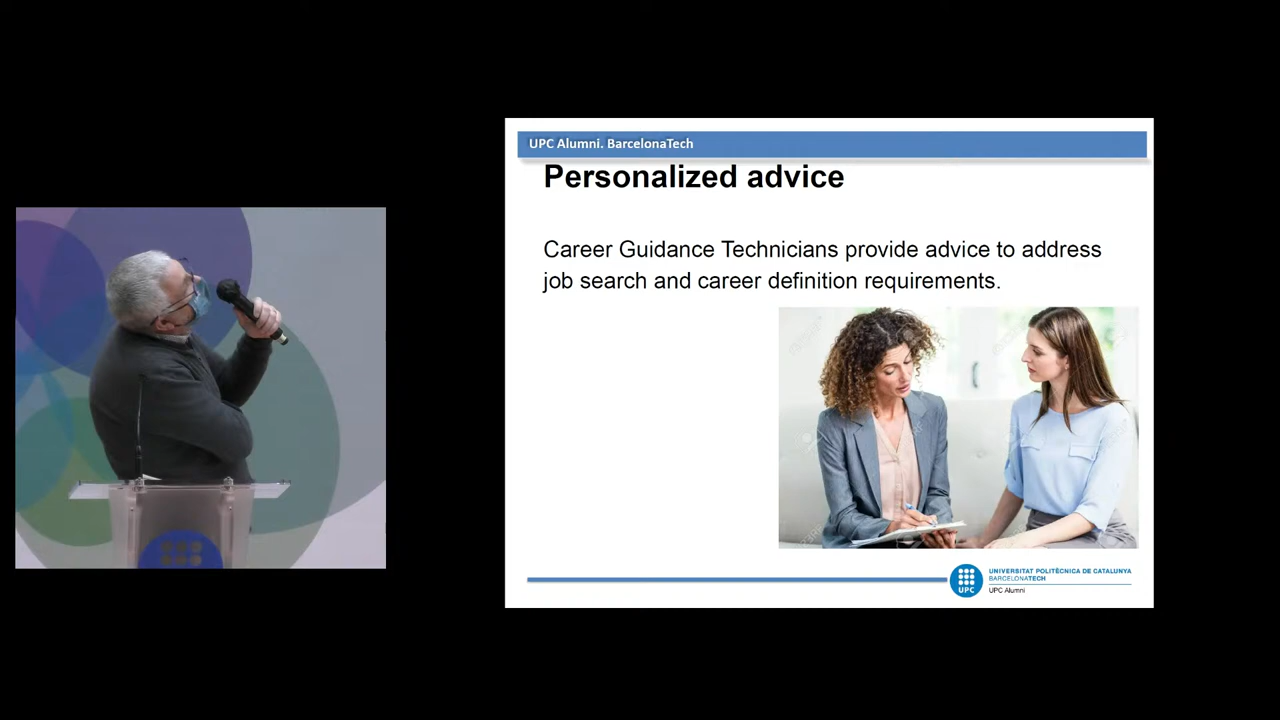 UPC Alumni. BarcelonaTech
Personalized advice
Career Guidance Technicians provide advice to address
job search and career definition requirements.
UPC
UNIVERSITAT POLITÈCNICA DE CATALUNYA
BARCELONATECH
UPC Alumni